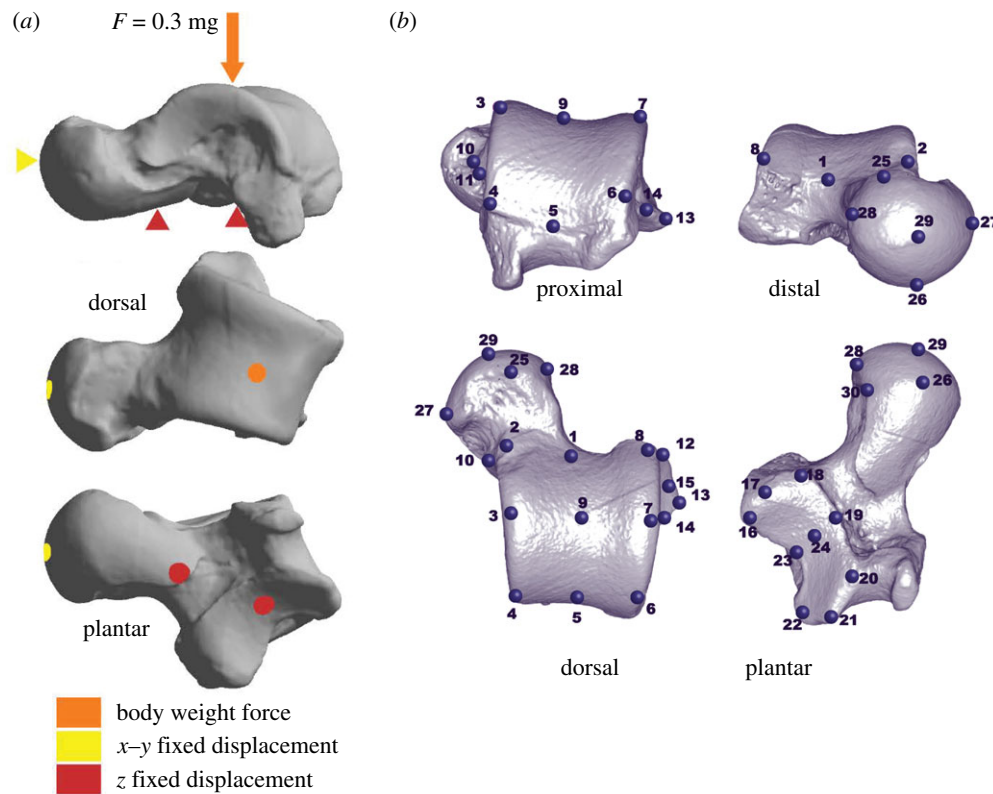 (a)
F = 0.3 mg
dorsal
plantar
body weight force
x–y fixed displacement
z fixed displacement
(b)
3 9 7
10
11
4 6 14
5 13
proximal
8 1 25 2
28 29 27
26
distal
29
25 28
27
2 1 8 12
10
15
13
3 9 7 14
4 5 6
dorsal
29
28
26
30
18
17
16 19
24
23
20
22 21
plantar